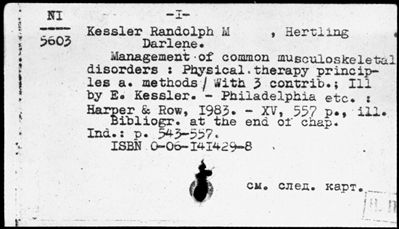 NI
5603
-I-
Kessler Randolph M , Hertling
Darlene.
Management of common musculoskeletal
disorders : Physical therapy princip-
les a. methods / With 3 contrib.; Ill
by E. Kessler. - Philadelphia etc. :
Harper & Row, 1983. - XV, 557 p., ill.
Bibliogr. at the end of chap.
Ind.: p. 543-557.
ISBN 0-06-141429-8
см. след. карт.